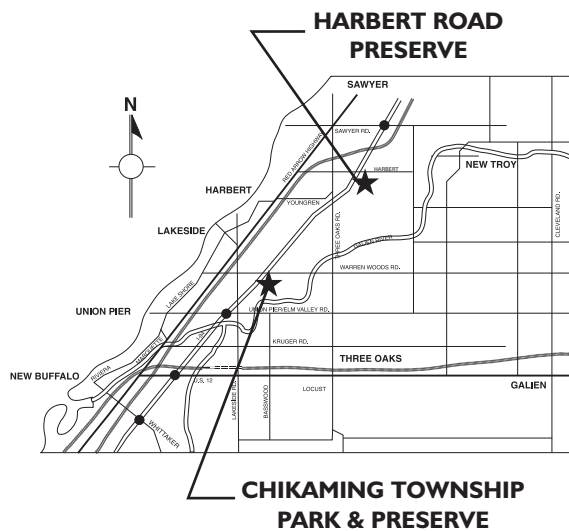 HARBERT ROAD
PRESERVE
SAWYER
N
SAWYER RD.
RED ARROW HIGHWAY
HARBERT
NEW TROY
HARBERT
YOUNGREN
THREE OAKS RD.
CLEVELAND RD.
LAKESIDE
WARREN WOODS RD.
LAKE SHORE
UNION PIER
UNION PIER/ELM VALLEY RD.
KRUGER RD.
MARQUETTE
THREE OAKS
RIVIERA
NEW BUFFALO
U.S. 12
LAKESIDE RD.
BASSWOOD
LOCUST
GALIEN
WHITTAKER
CHIKAMING TOWNSHIP
PARK & PRESERVE